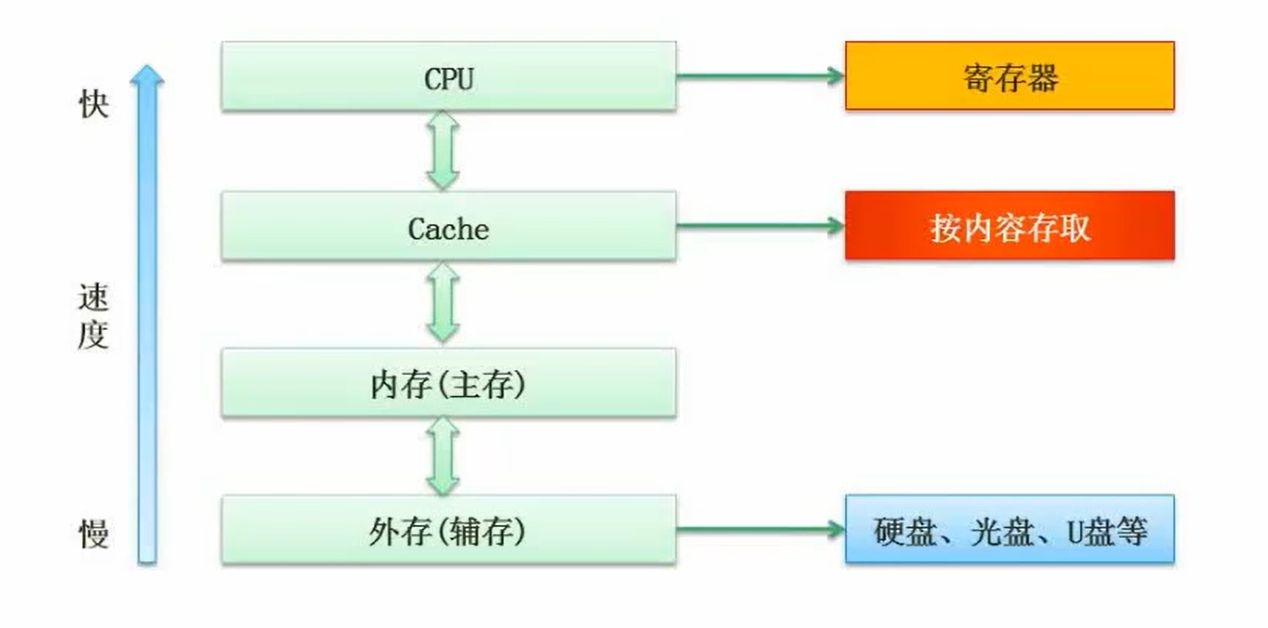 快
CPU
寄存器
Cache
按内容存取
速
度
内存(主存)
慢
外存(辅存)
硬盘、光盘、U盘等